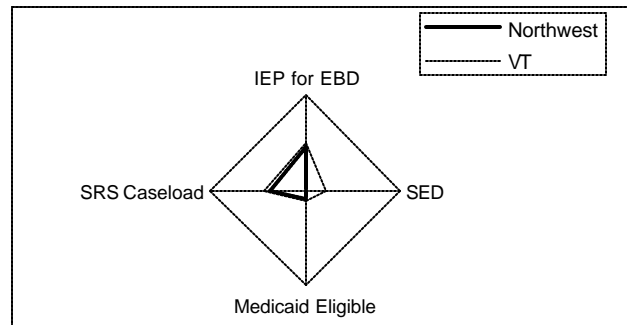 Northwest
VT
IEP for EBD
SRS Caseload
SED
Medicaid Eligible